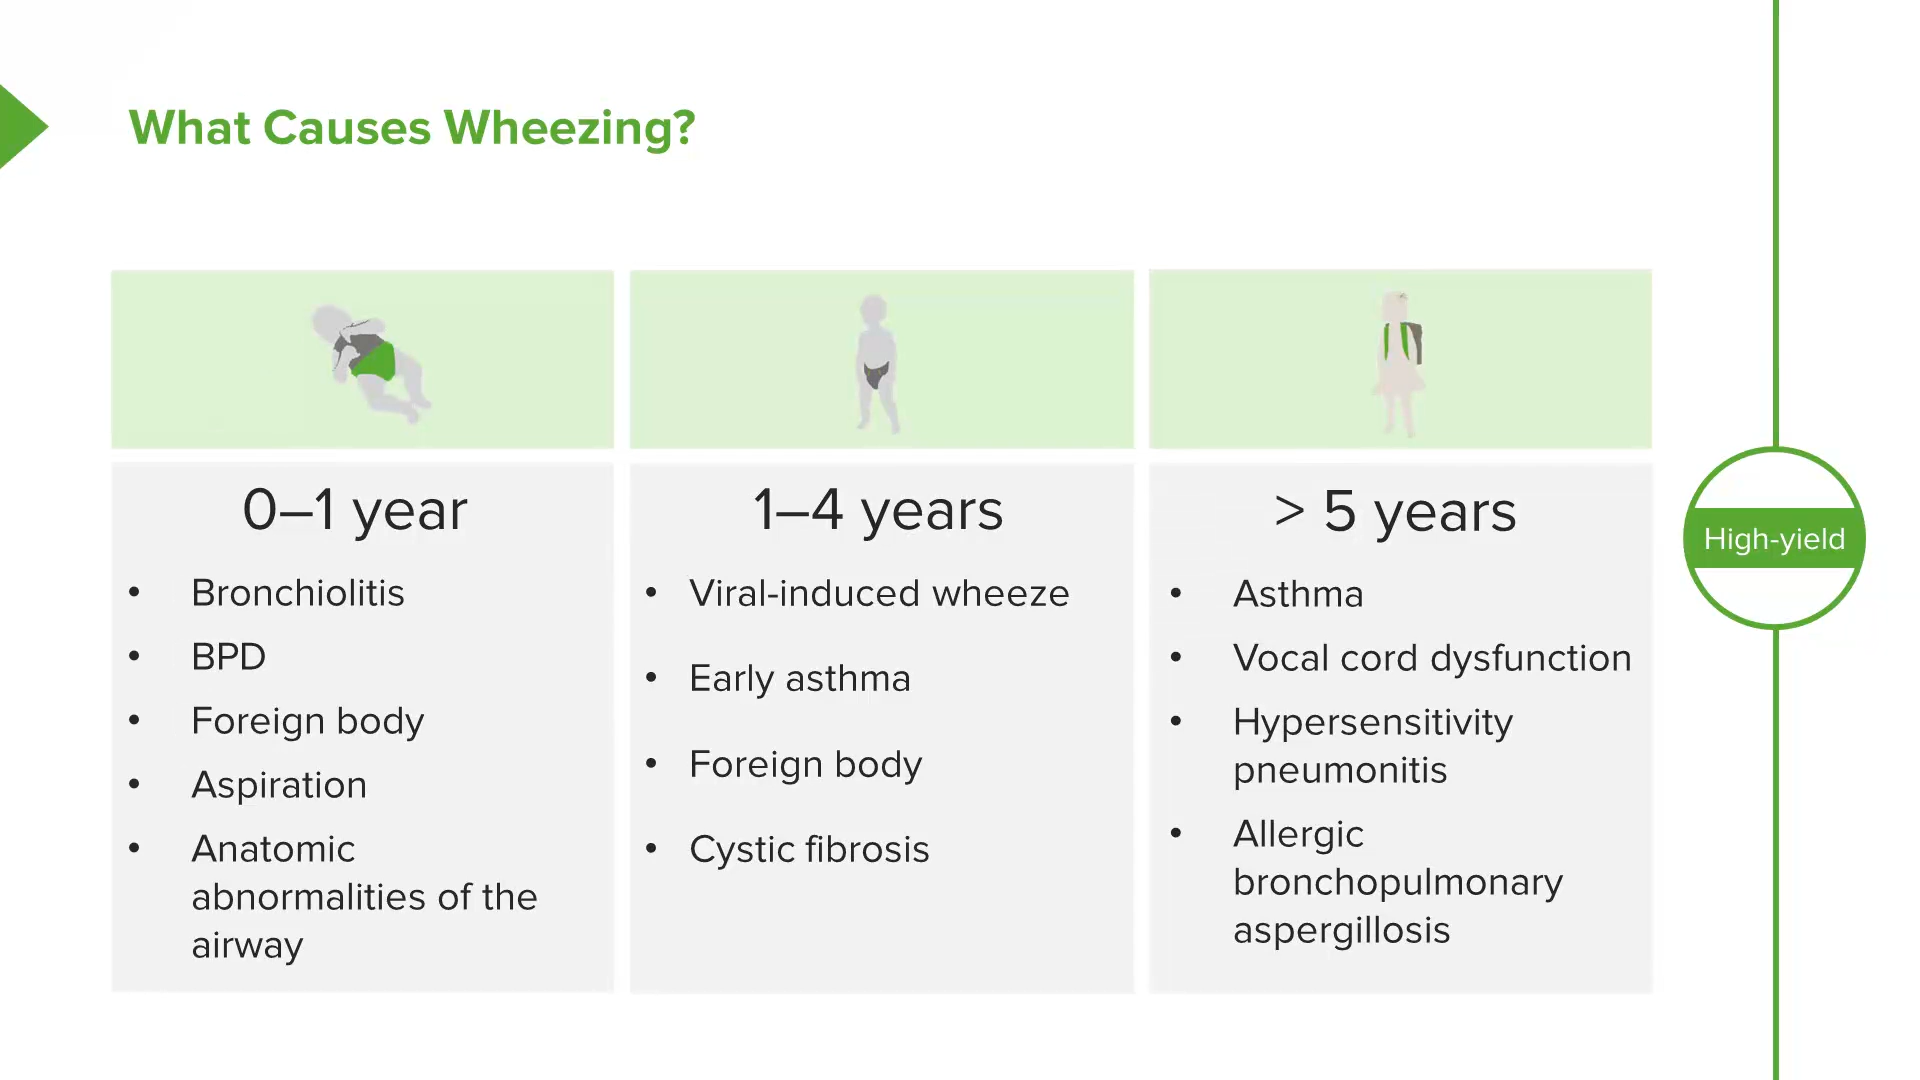 What Causes Wheezing?
0–1 year
• Bronchiolitis
• BPD
• Foreign body
• Aspiration
• Anatomic
abnormalities of the
airway
1–4 years
• Viral-induced wheeze
• Early asthma
• Foreign body
• Cystic fibrosis
> 5 years
• Asthma
• Vocal cord dysfunction
• Hypersensitivity
pneumonitis
• Allergic
bronchopulmonary
aspergillosis
High-yield